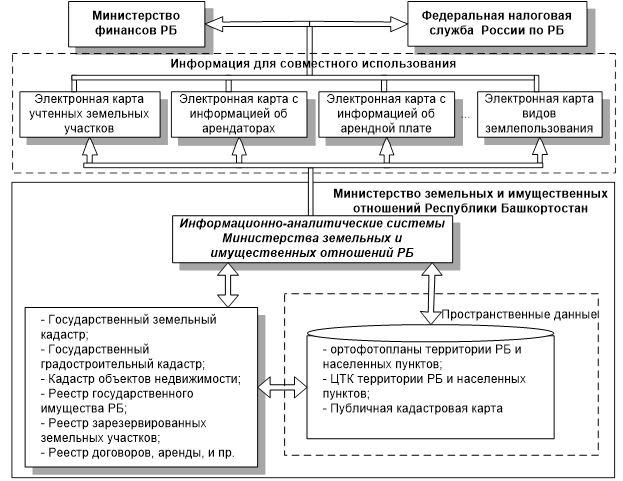 Министерство
финансов РБ
Федеральная налоговая
служба России по РБ
Информация для совместного использования
Электронная карта
учтенных земельных
участков
Электронная карта с
информацией об
арендаторах
Электронная карта с
информацией об
арендной плате
...
Электронная карта
видов
землепользования
Министерство земельных и имущественных
отношений Республики Башкортостан
Информационно-аналитические системы
Министерства земельных и
имущественных отношений РБ
- Государственный земельный
кадастр;
- Государственный
градостроительный кадастр;
- Кадастр объектов недвижимости;
- Реестр государственного
имущества РБ;
- Реестр зарезервированных
земельных участков;
- Реестр договоров, аренды, и пр.
Пространственные данные
- ортофотопланы территории РБ и
населенных пунктов;
- ЦТК территории РБ и населенных
пунктов;
- Публичная кадастровая карта